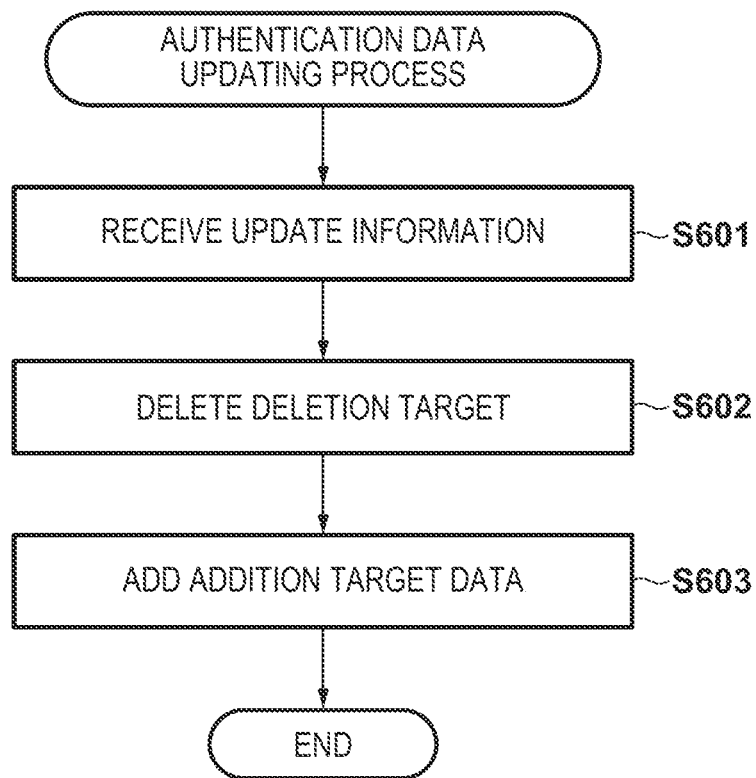 AUTHENTICATION DATA
UPDATING PROCESS
RECEIVE UPDATE INFORMATION
S601
DELETE DELETION TARGET
S602
ADD ADDITION TARGET DATA
S603
END